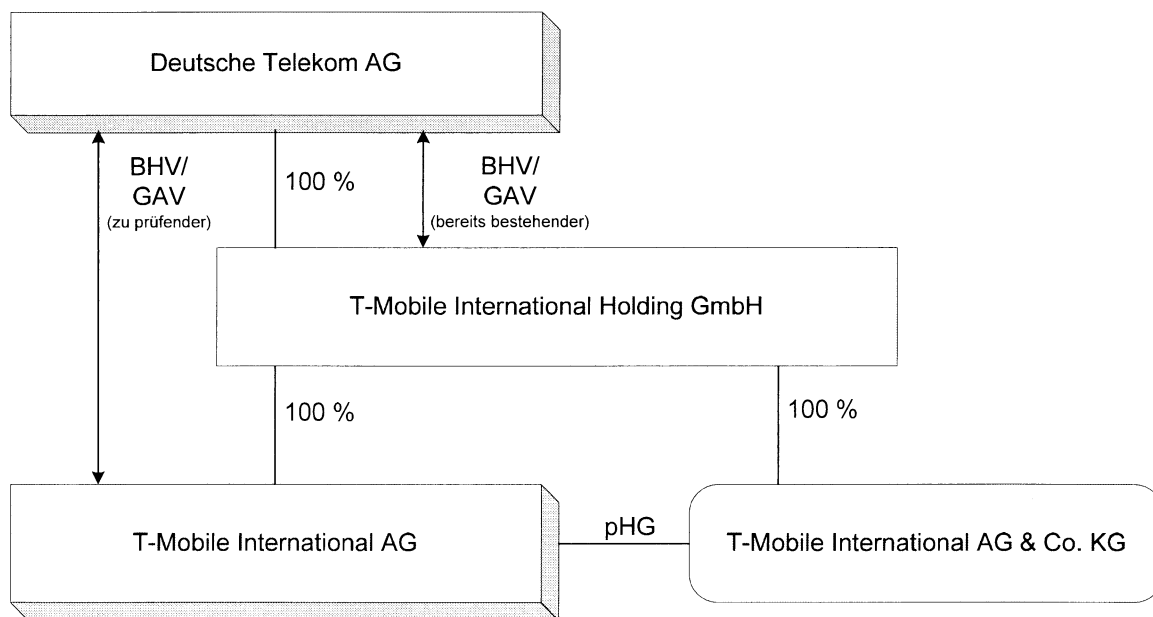 Deutsche Telekom AG
BHV/
GAV
(zu prüfender)
100 %
BHV/
GAV
(bereits bestehender)
T-Mobile International Holding GmbH
100 %
100 %
T-Mobile International AG
pHG
T-Mobile International AG & Co. KG